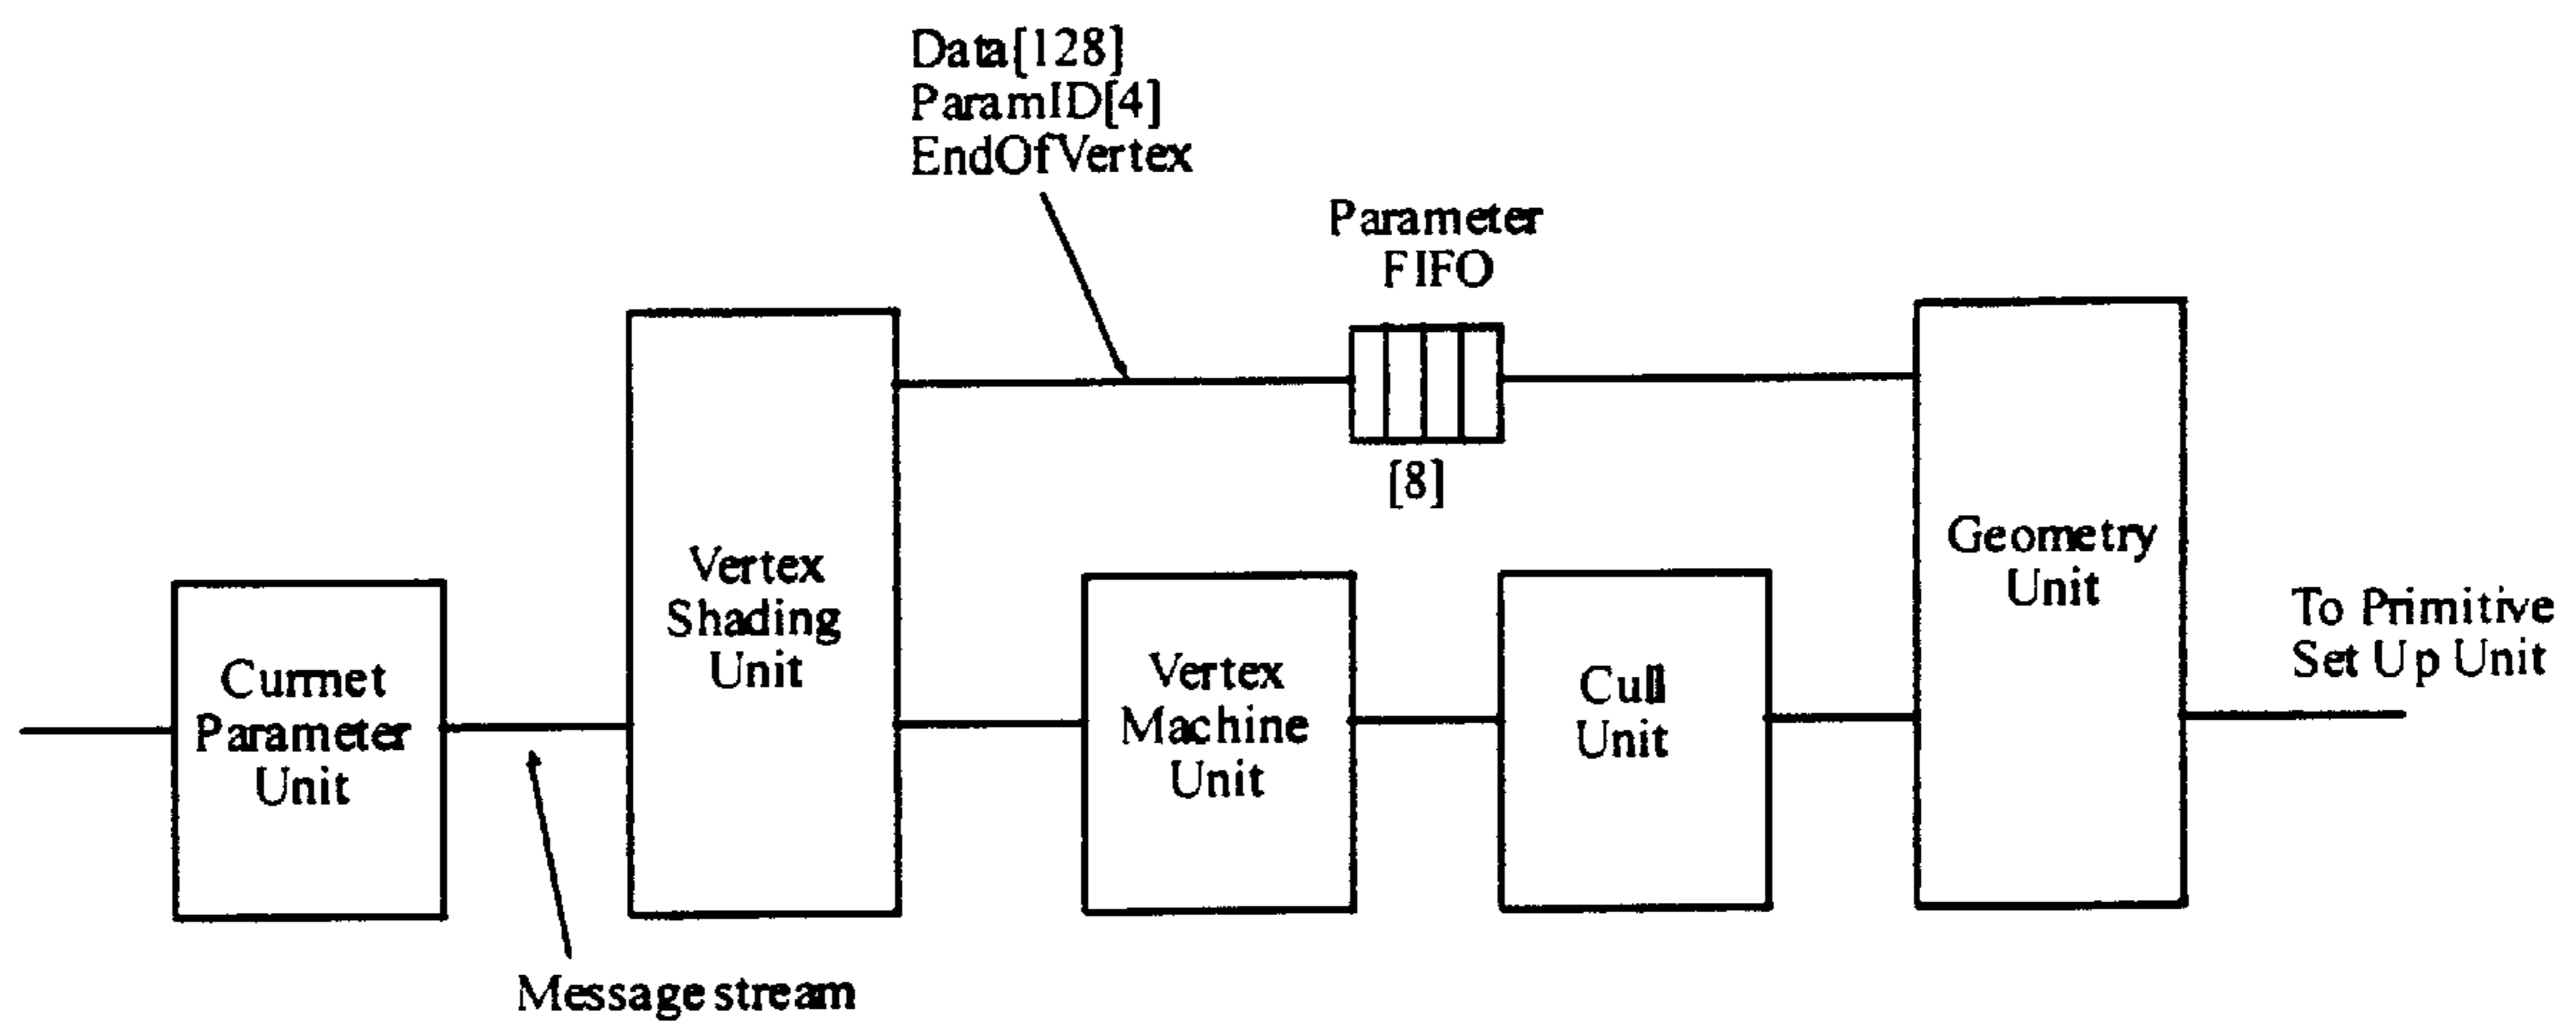 Data[128]
ParamID[4]
EndOfVertex
Parameter
FIFO
[8]
Vertex
Shading
Unit
Geometry
Unit
Currnet
Parameter
Unit
Vertex
Machine
Unit
Cull
Unit
To Primitive
Set Up Unit
Message stream